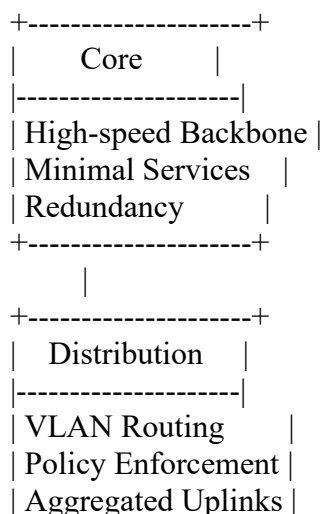 +---------------------+
|        Core         |
|---------------------|
| High-speed Backbone |
| Minimal Services    |
| Redundancy          |
+---------------------+
          |
+---------------------+
|    Distribution     |
|---------------------|
| VLAN Routing        |
| Policy Enforcement |
| Aggregated Uplinks |